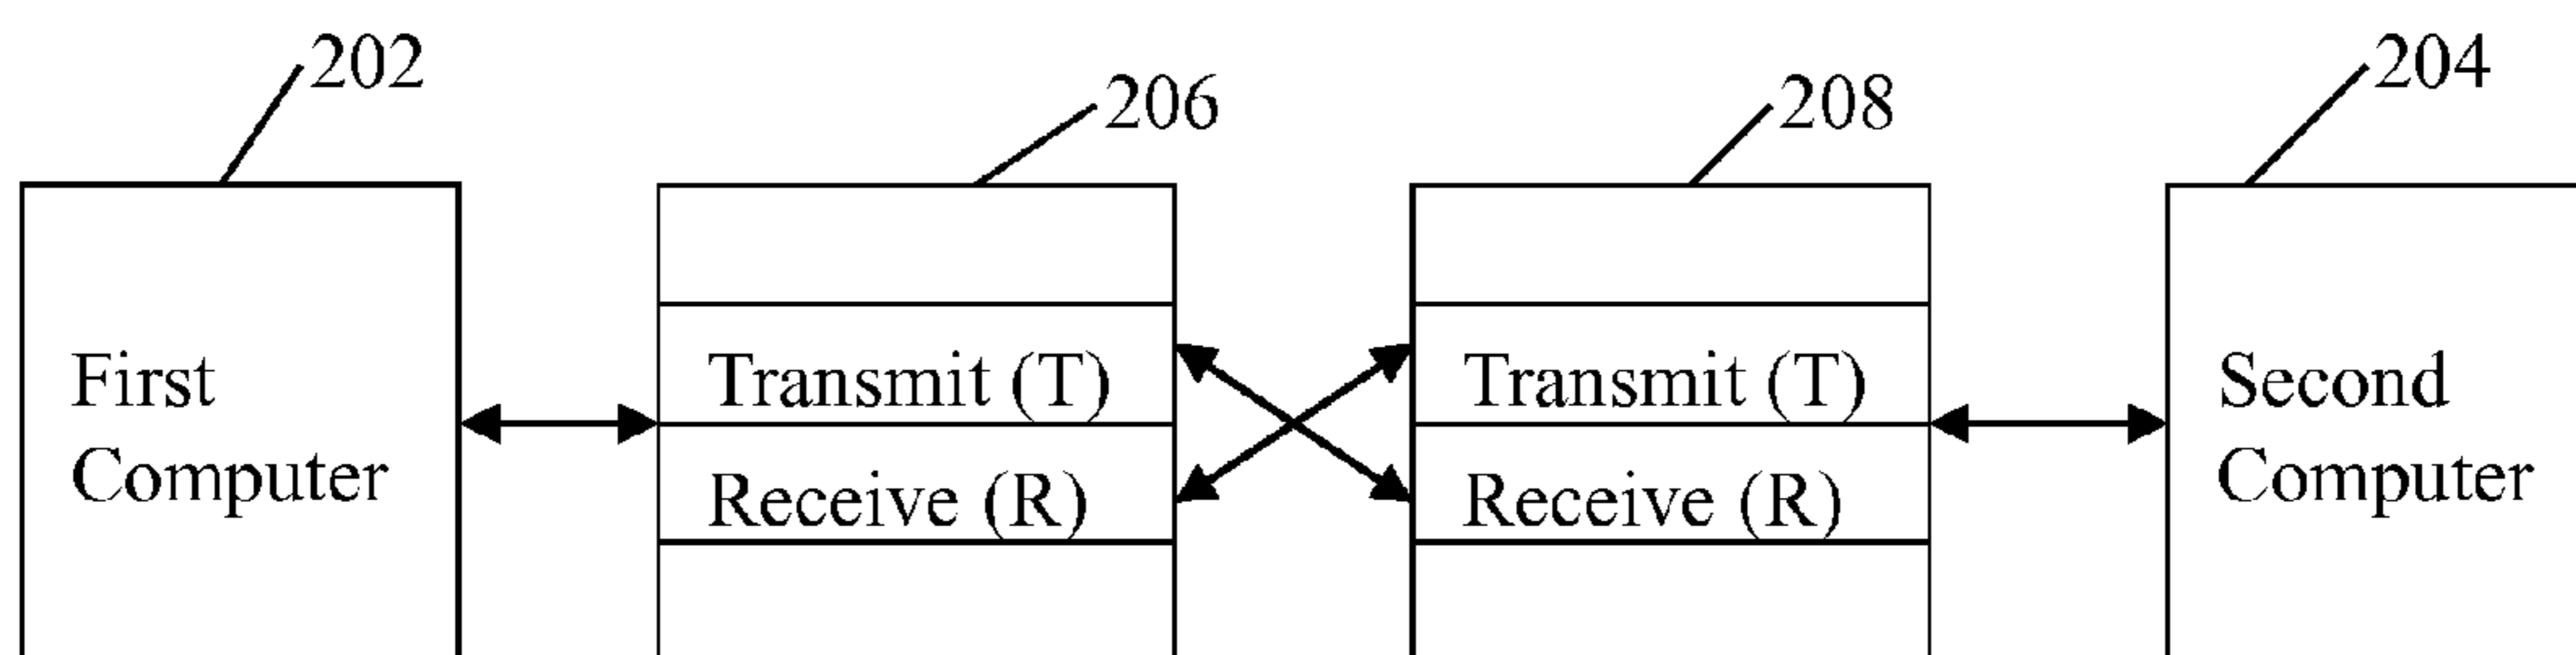 202
206
208
204
First
Computer
Transmit (T)
Receive (R)
Transmit (T)
Receive (R)
Second
Computer